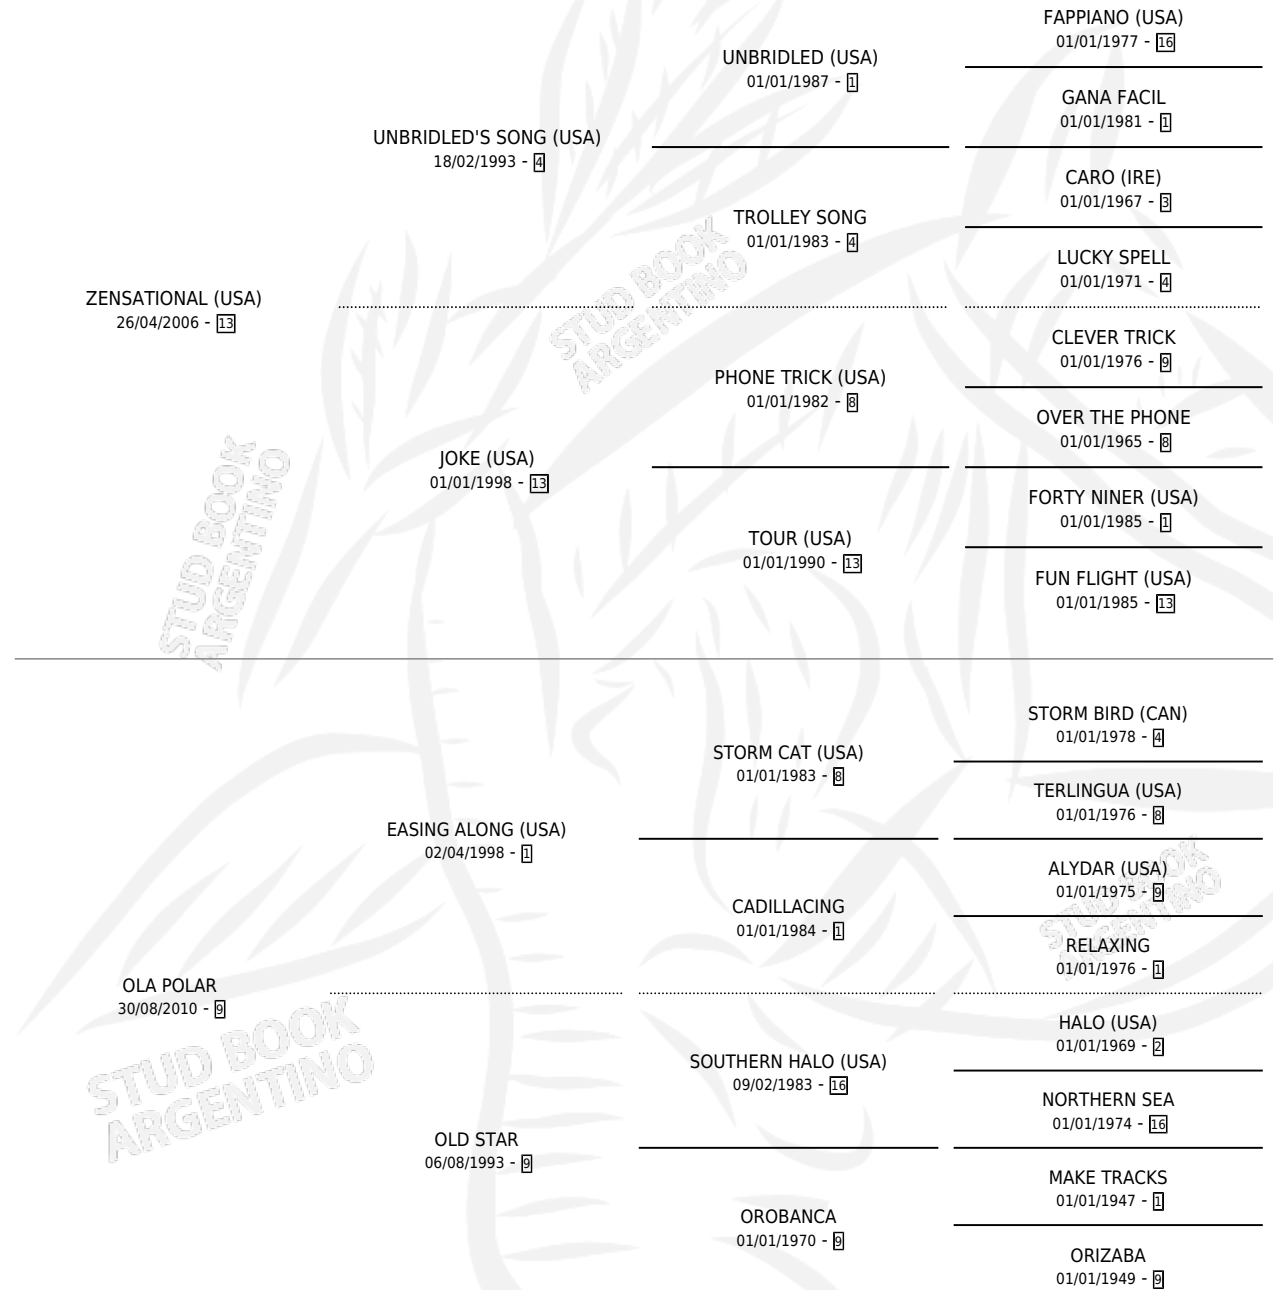 FAPPIANO (USA)
01/01/1977 - 16
UNBRIDLED (USA)
01/01/1987 - 1
GANA FACIL
01/01/1981 - 1
UNBRIDLED'S SONG (USA)
18/02/1993 - 4
CARO (IRE)
01/01/1967 - 3
TROLLEY SONG
01/01/1983 - 4
LUCKY SPELL
01/01/1971 - 4
ZENSATIONAL (USA)
26/04/2006 - 13
CLEVER TRICK
01/01/1976 - 9
PHONE TRICK (USA)
01/01/1982 - 8
OVER THE PHONE
01/01/1965 - 8
JOKE (USA)
01/01/1998 - 13
FORTY NINER (USA)
01/01/1985 - 1
TOUR (USA)
01/01/1990 - 13
FUN FLIGHT (USA)
01/01/1985 - 13
STORM BIRD (CAN)
01/01/1978 - 4
STORM CAT (USA)
01/01/1983 - 8
TERLINGUA (USA)
01/01/1976 - 8
EASING ALONG (USA)
02/04/1998 - 1
ALYDAR (USA)
01/01/1975 - 9
CADILLACING
01/01/1984 - 1
RELAXING
01/01/1976 - 1
OLA POLAR
30/08/2010 - 9
HALO (USA)
01/01/1969 - 2
SOUTHERN HALO (USA)
09/02/1983 - 16
NORTHERN SEA
01/01/1974 - 16
OLD STAR
06/08/1993 - 9
MAKE TRACKS
01/01/1947 - 1
OROBANCA
01/01/1970 - 9
ORIZABA
01/01/1949 - 9
STUD BOOK
ARGENTINO
STUD BOOK
ARGENTINO
STUD BOOK
ARGENTINO
STUD BOOK
ARGENTINO